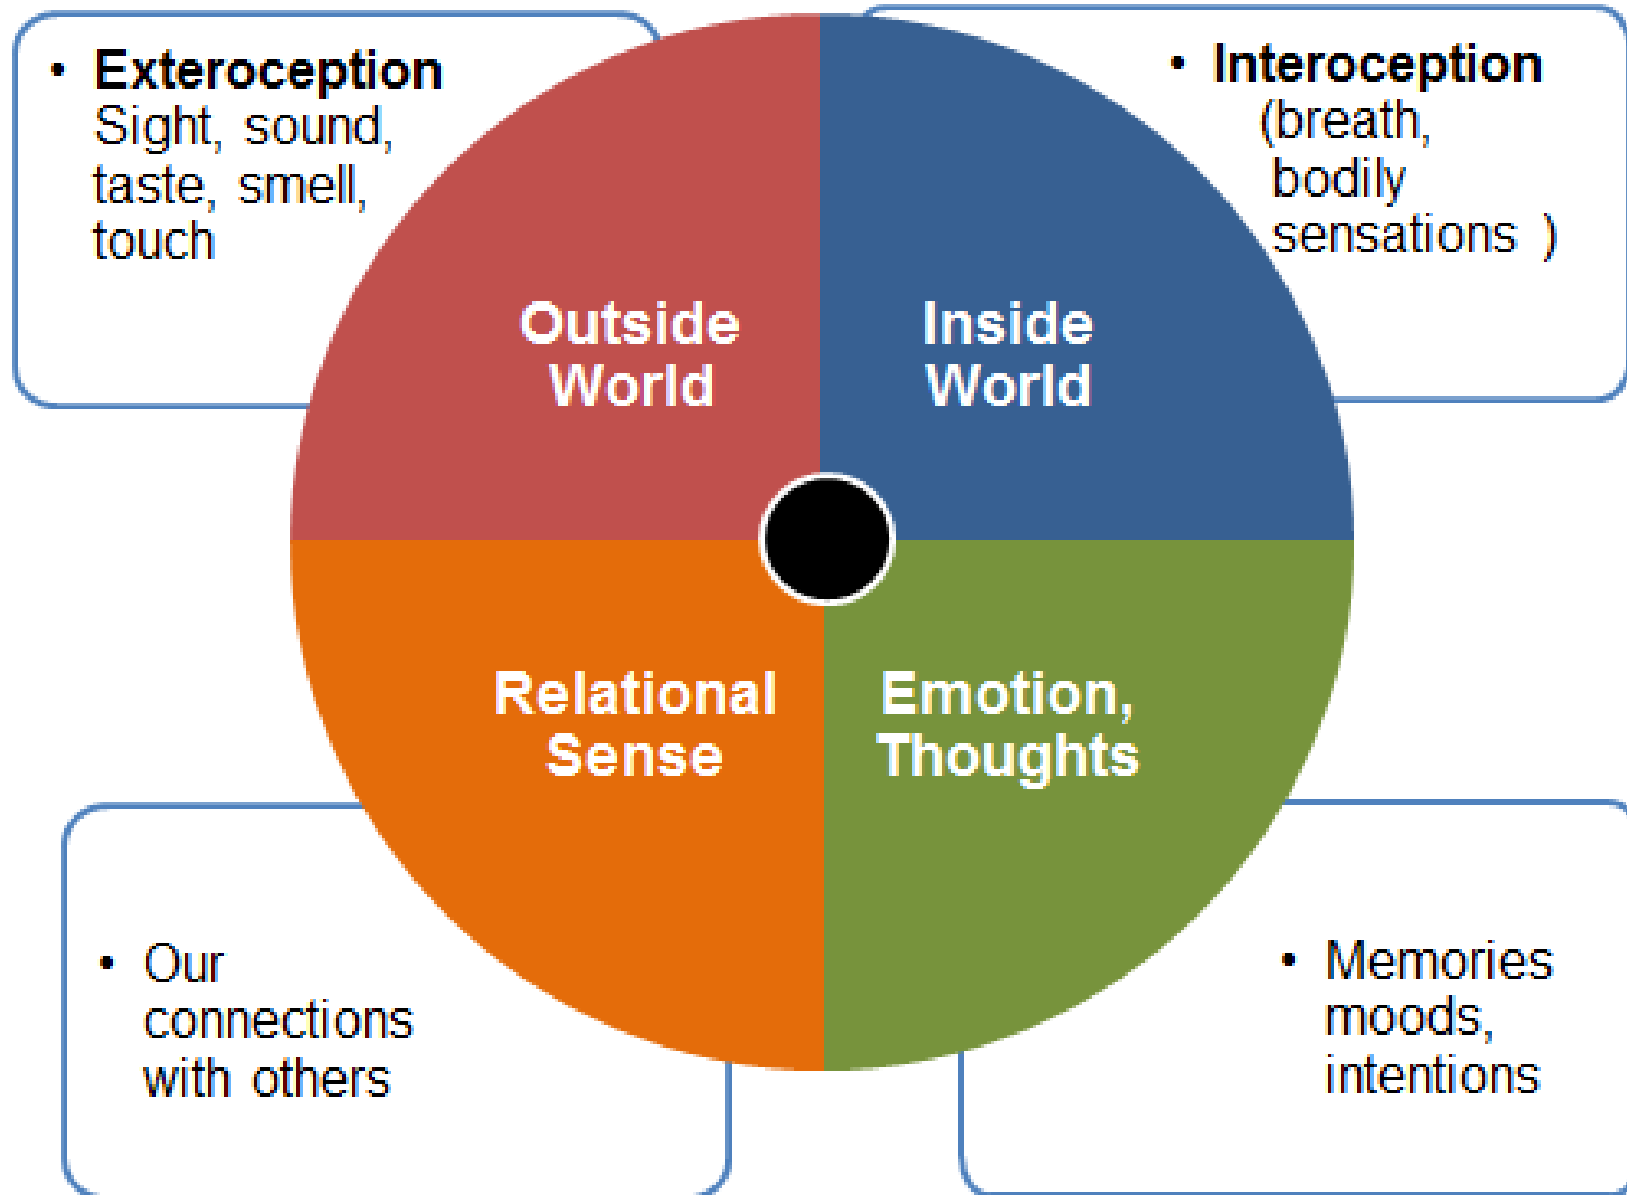 • Exteroception
Sight, sound,
taste, smell,
touch
• Interoception
(breath,
bodily
sensations )
Outside
World
Inside
World
Relational
Sense
Emotion,
Thoughts
• Our
connections
with others
• Memories
moods,
intentions